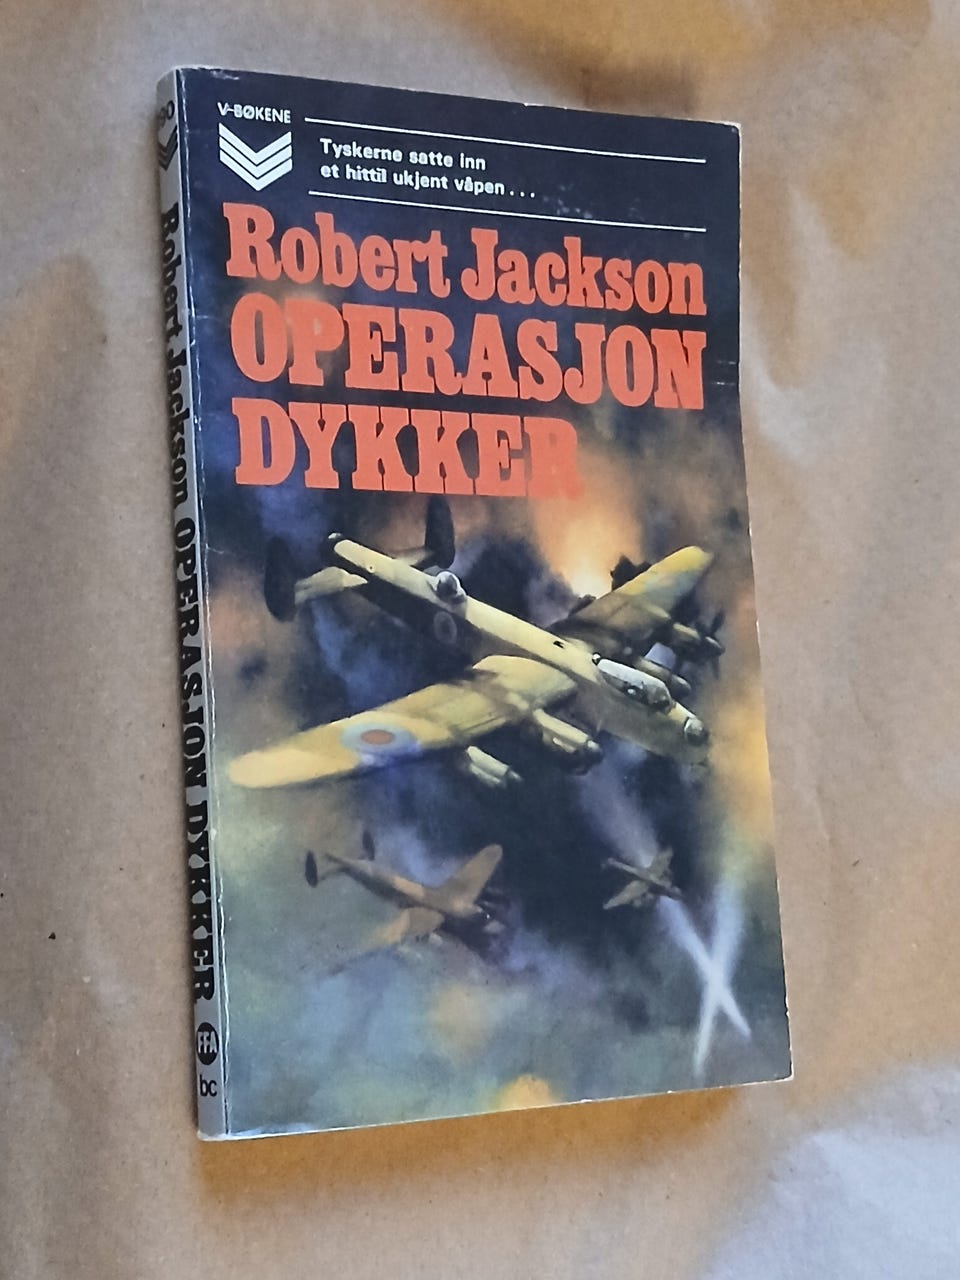 V-BØKENE
Tyskerne satte inn
et hittil ukjent våpen...
Robert Jackson
OPERASJON
DYKKER
Robert Jackson OPERASJON DYKKER
FFA
bc